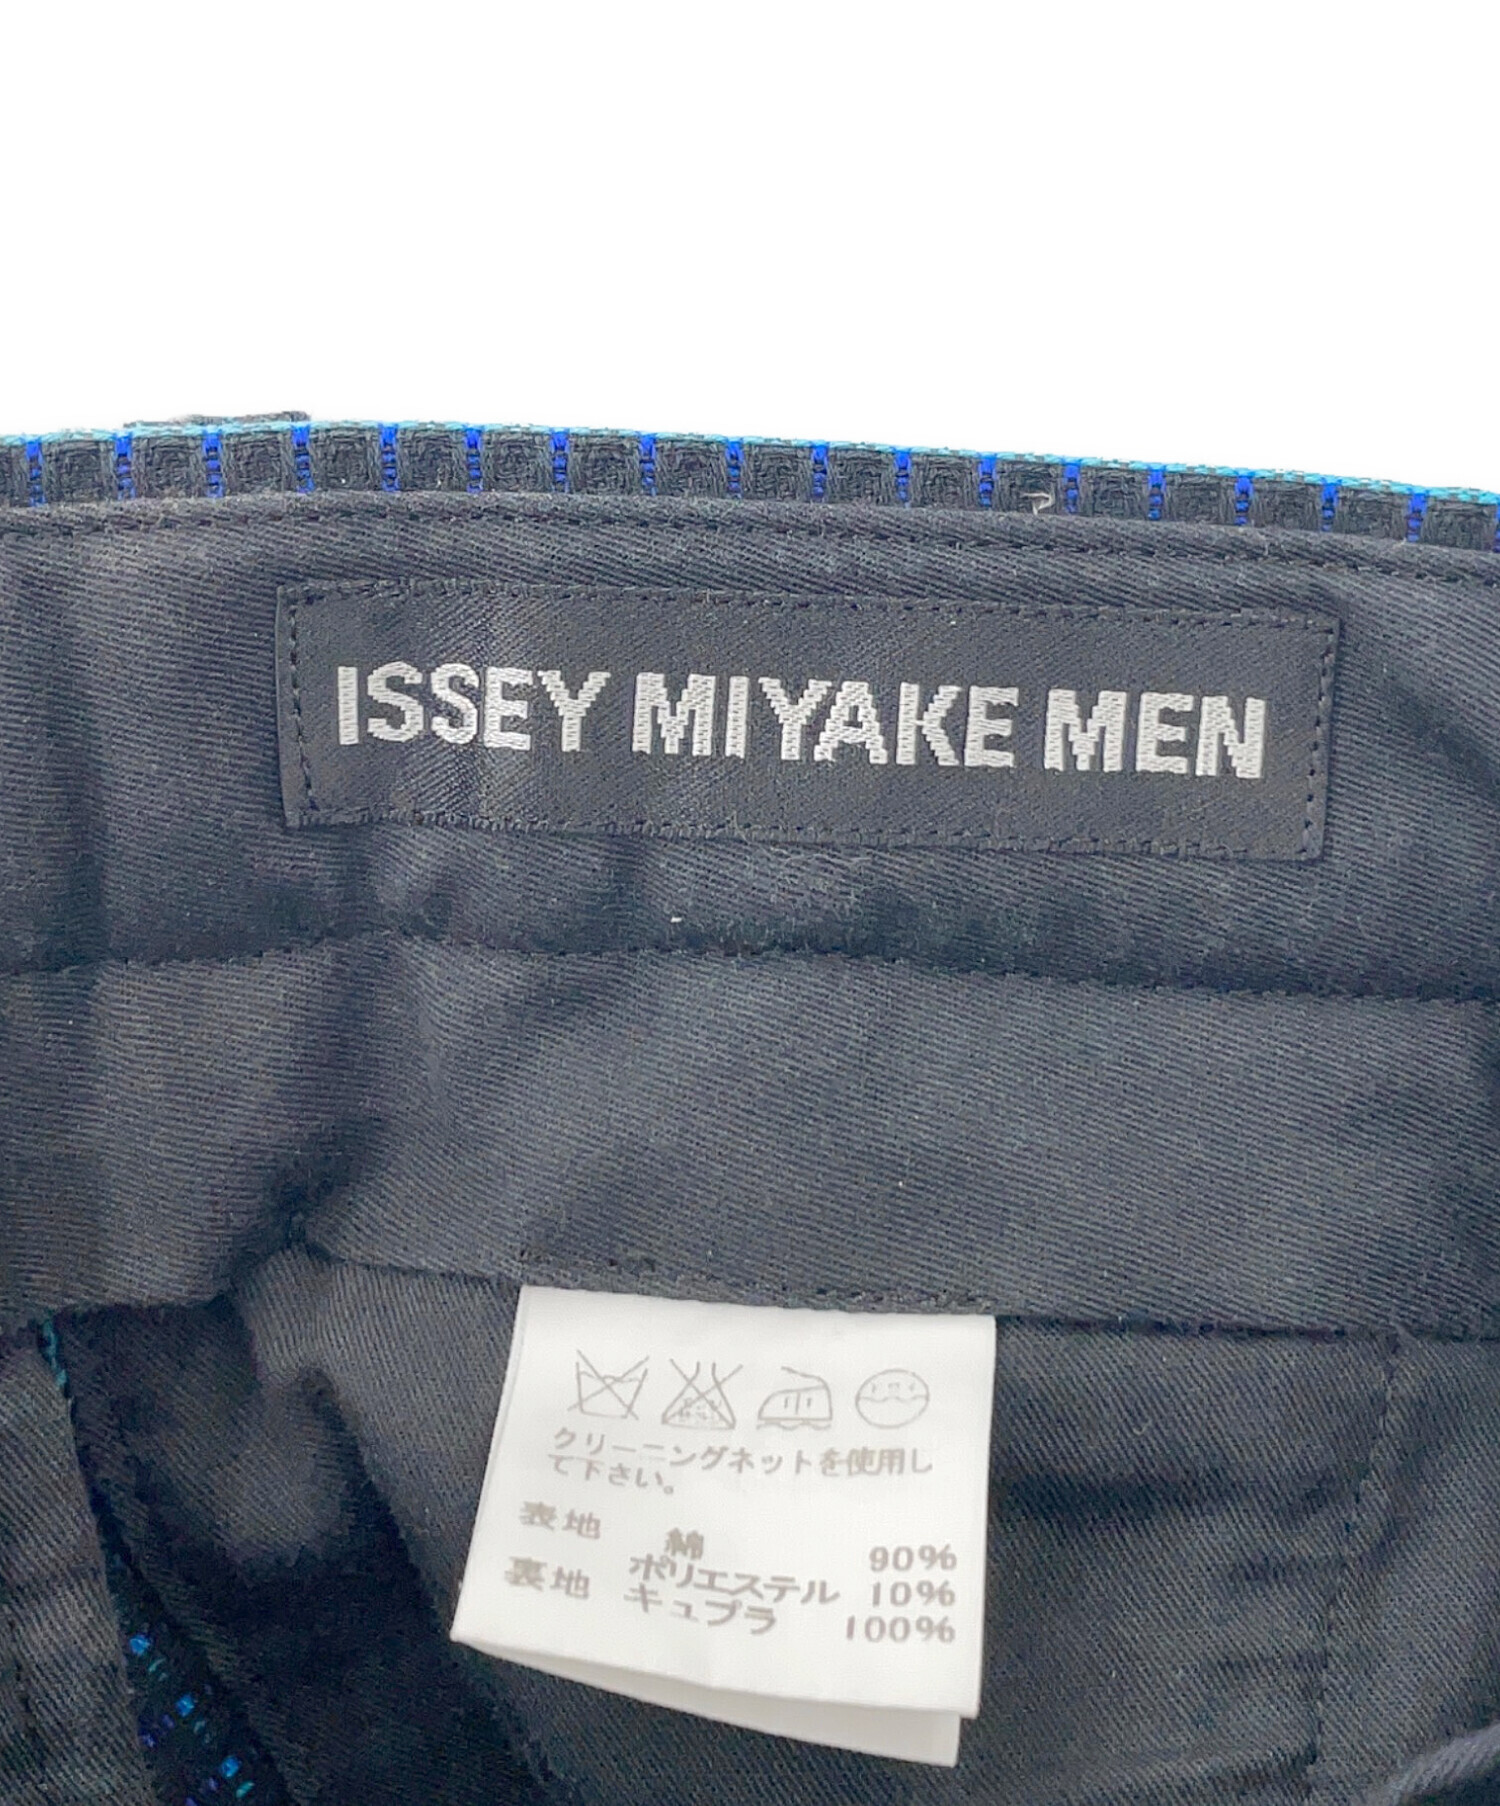 ISSEY MIYAKE MEN
クリーニングネットを使用し
て下さい。
表地 綿 90%
ポリエステル 10%
裏地 キュプラ 100%